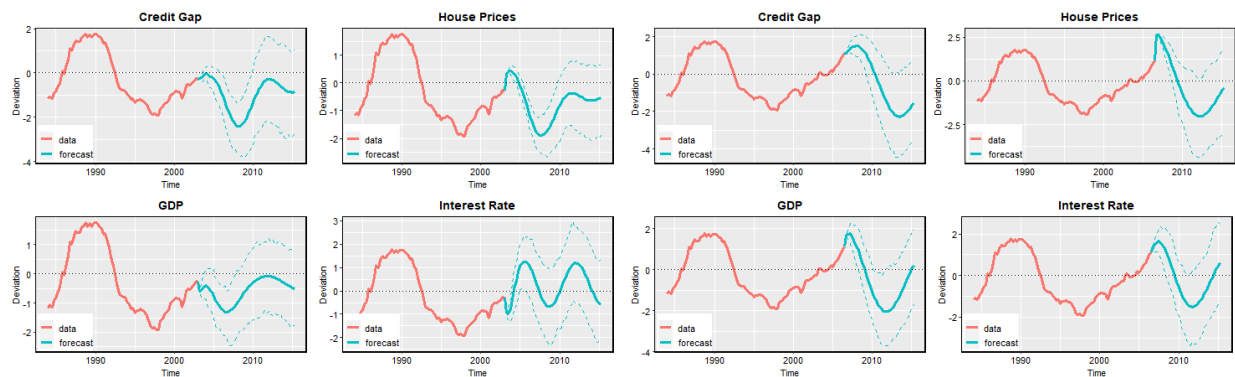 Credit Gap
House Prices
Credit Gap
House Prices
Deviation
2
0
-2
-4
data
forecast
1990
2000
2010
Time
Deviation
2
1
0
-1
-2
data
forecast
1990
2000
2010
Time
Deviation
2
0
-2
-4
data
forecast
1990
2000
2010
Time
Deviation
2.5
0.0
-2.5
data
forecast
1990
2000
2010
Time
GDP
Interest Rate
GDP
Interest Rate
Deviation
1
0
-1
-2
data
forecast
1990
2000
2010
Time
Deviation
3
2
1
0
-1
-2
data
forecast
1990
2000
2010
Time
Deviation
2
0
-2
-4
data
forecast
1990
2000
2010
Time
Deviation
2
0
-2
data
forecast
1990
2000
2010
Time